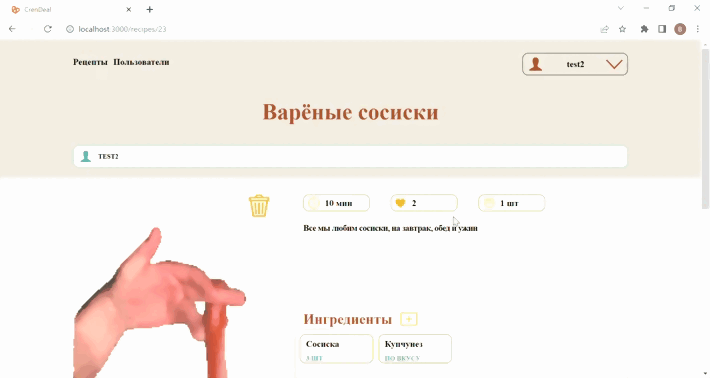 CrenDeal
localhost:3000/recipes/23
B
Рецепты Пользователи
test2
Варёные сосиски
TEST2
10 мин
2
1 шт
Все мы любим сосиски, на завтрак, обед и ужин
Ингредиенты
Сосиска
Купчунез
3 ШТ
ПО ВКУСУ